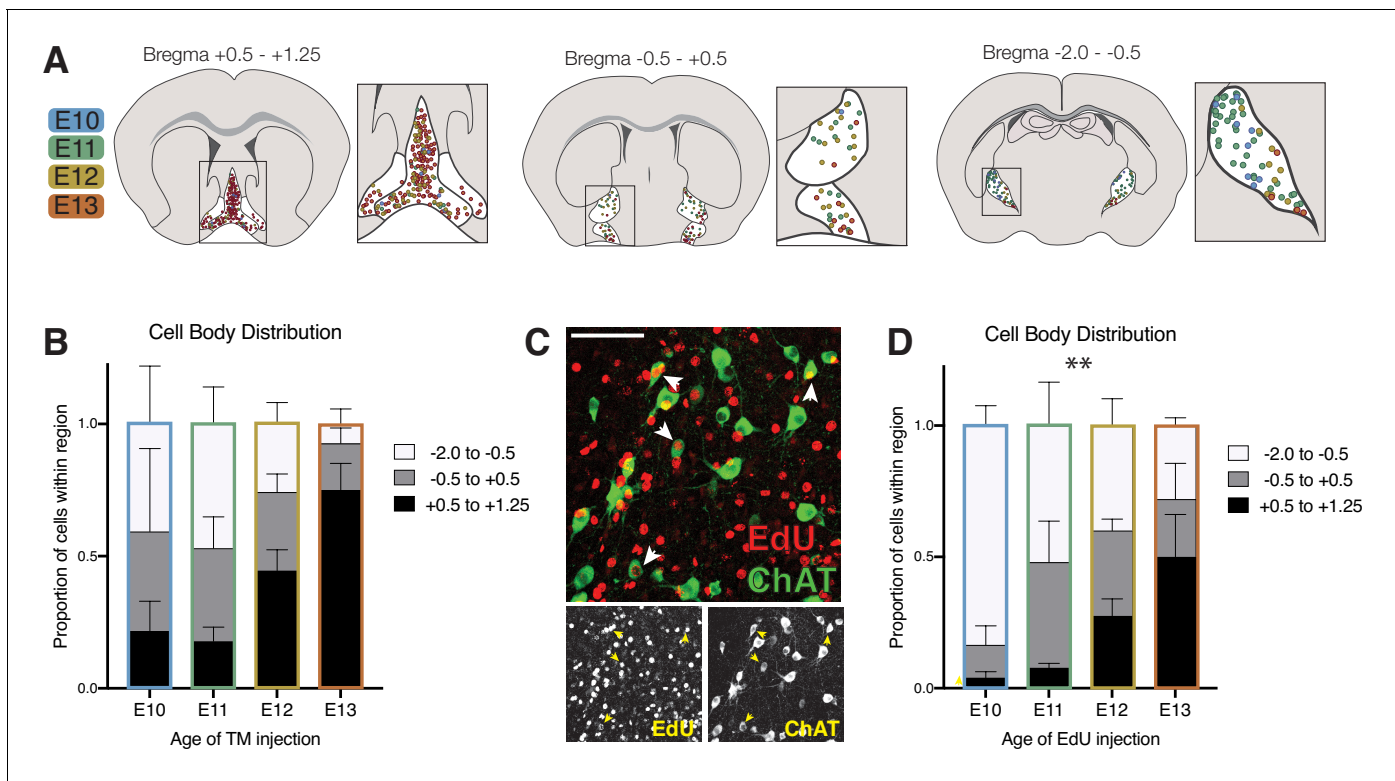 A
Bregma +0.5 - +1.25
Bregma -0.5 - +0.5
Bregma -2.0 - -0.5
E10
E11
E12
E13
B
Cell Body Distribution
Proportion of cells within region
1.0
0.5
0.0
E10 E11 E12 E13
Age of TM injection
-2.0 to -0.5
-0.5 to +0.5
+0.5 to +1.25
C
EdU
ChAT
EdU
ChAT
D
Cell Body Distribution
**
Proportion of cells within region
1.0
0.5
0.0
E10 E11 E12 E13
Age of EdU injection
-2.0 to -0.5
-0.5 to +0.5
+0.5 to +1.25